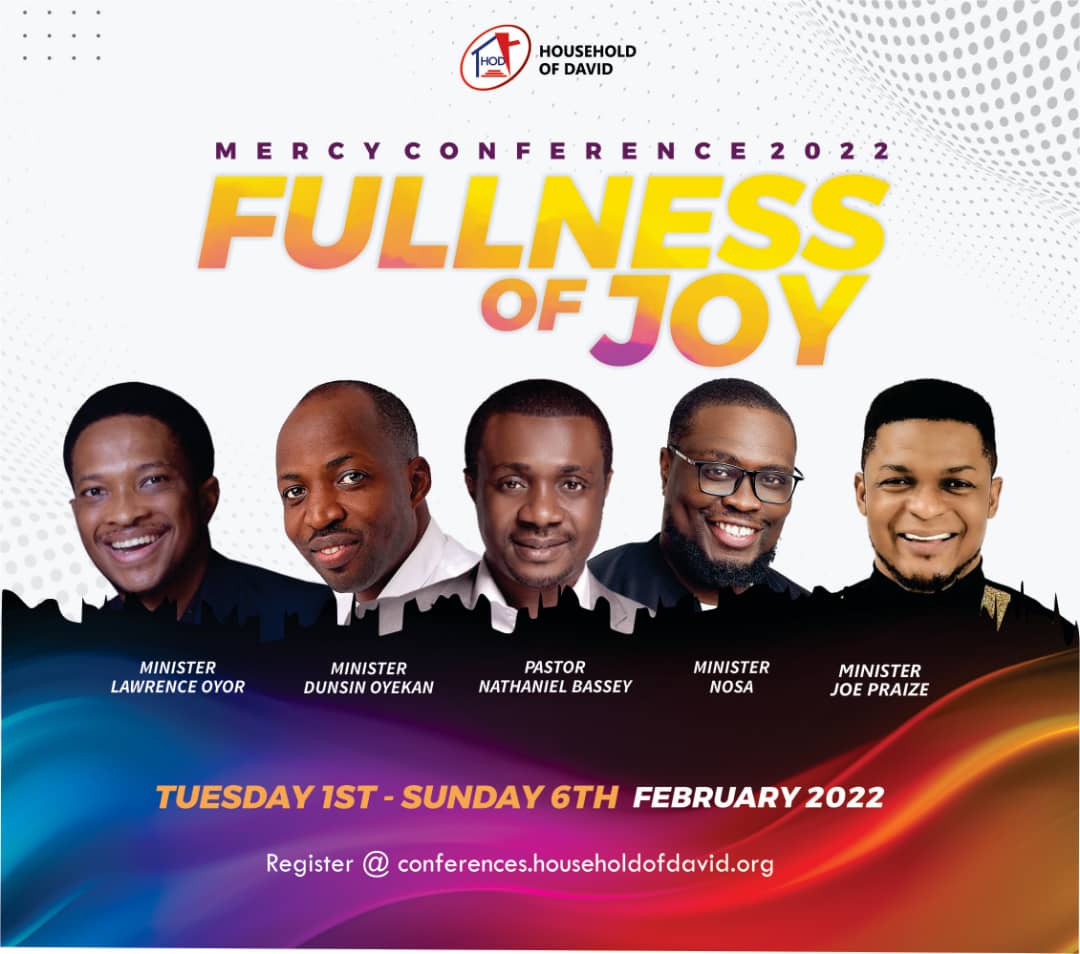 HOD
HOUSEHOLD
OF DAVID
MERCY CONFERENCE 2022
FULLNESS
OF JOY
MINISTER
LAWRENCE OYOR
MINISTER
DUNSIN OYEKAN
PASTOR
NATHANIEL BASSEY
MINISTER
NOSA
MINISTER
JOE PRAIZE
TUESDAY 1ST - SUNDAY 6TH FEBRUARY 2022
Register @ conferences.householdofdavid.org